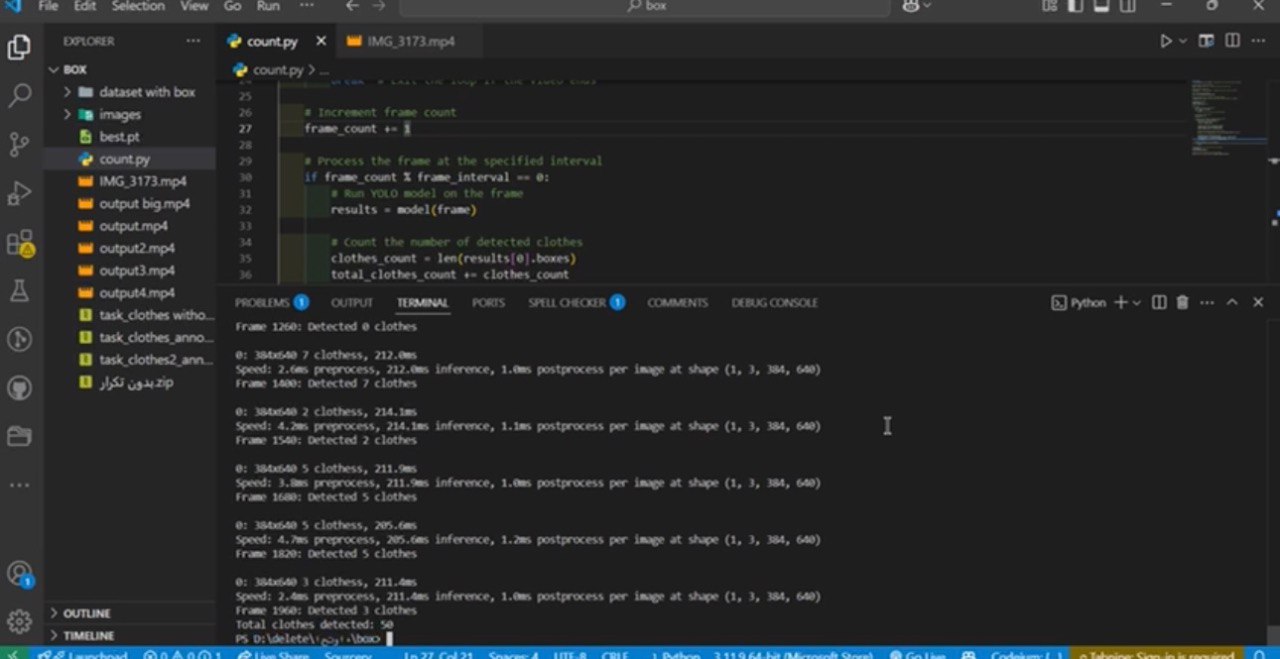 File Edit Selection View Go Run ··· box
EXPLORER ···
BOX
dataset with box
images
best.pt
count.py
IMG_3173.mp4
output big.mp4
output.mp4
output2.mp4
output3.mp4
output4.mp4
task_clothes witho...
task_clothes_anno...
task_clothes2_ann...
بدون تكرار.zip
OUTLINE
TIMELINE
count.py IMG_3173.mp4
count.py > ...
24 break # Exit the loop if the video ends
25
26 # Increment frame count
27 frame_count += 1
28
29 # Process the frame at the specified interval
30 if frame_count % frame_interval == 0:
31 # Run YOLO model on the frame
32 results = model(frame)
33
34 # Count the number of detected clothes
35 clothes_count = len(results[0].boxes)
36 total_clothes_count += clothes_count
PROBLEMS 1 OUTPUT TERMINAL PORTS SPELL CHECKER 1 COMMENTS DEBUG CONSOLE Python
Frame 1260: Detected 0 clothes
0: 384x640 7 clothess, 212.0ms
Speed: 2.6ms preprocess, 212.0ms inference, 1.0ms postprocess per image at shape (1, 3, 384, 640)
Frame 1400: Detected 7 clothes
0: 384x640 2 clothess, 214.1ms
Speed: 4.2ms preprocess, 214.1ms inference, 1.1ms postprocess per image at shape (1, 3, 384, 640)
Frame 1540: Detected 2 clothes
0: 384x640 5 clothess, 211.9ms
Speed: 3.8ms preprocess, 211.9ms inference, 1.0ms postprocess per image at shape (1, 3, 384, 640)
Frame 1680: Detected 5 clothes
0: 384x640 5 clothess, 205.6ms
Speed: 4.7ms preprocess, 205.6ms inference, 1.2ms postprocess per image at shape (1, 3, 384, 640)
Frame 1820: Detected 5 clothes
0: 384x640 3 clothess, 211.4ms
Speed: 2.4ms preprocess, 211.4ms inference, 1.0ms postprocess per image at shape (1, 3, 384, 640)
Frame 1960: Detected 3 clothes
Total clothes detected: 50
PS D:\delete\ \box>
Launchpad 0 0 1 Live Share Sourcery Ln 27, Col 21 Spaces: 4 UTF-8 CRLF Python 3.11.9 64-bit (Microsoft Store) Go Live Codeium: {..} Tabnine: Sign-in is required